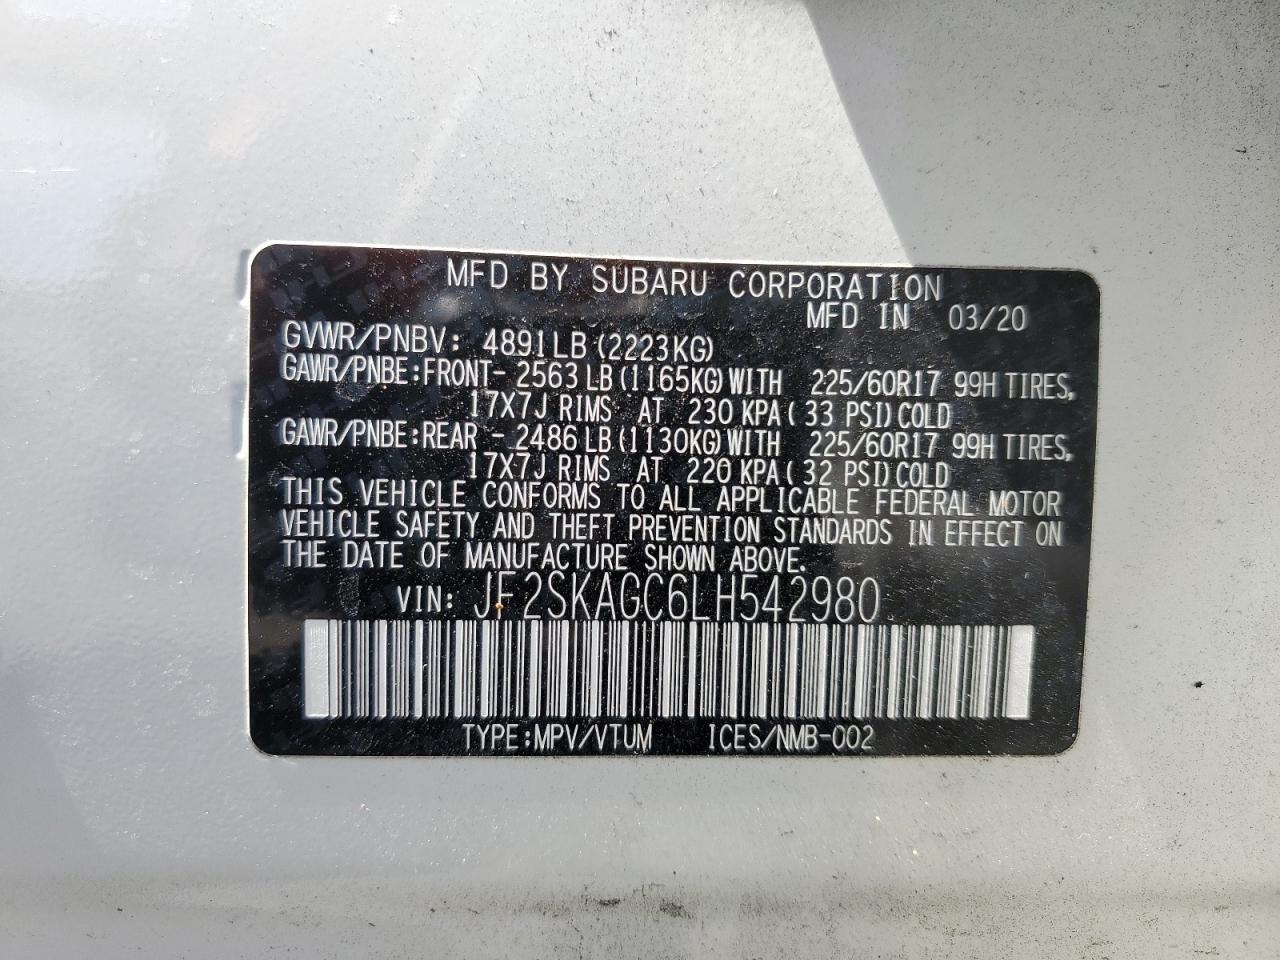 MFD BY SUBARU CORPORATION
MFD IN 03/20
GVWR/PNBV: 4891LB (2223KG)
GAWR/PNBE:FRONT- 2563 LB (1165KG) WITH 225/60R17 99H TIRES,
17X7J RIMS AT 230 KPA ( 33 PSI) COLD
GAWR/PNBE:REAR - 2486 LB (1130KG) WITH 225/60R17 99H TIRES,
17X7J RIMS AT 220 KPA ( 32 PSI) COLD
THIS VEHICLE CONFORMS TO ALL APPLICABLE FEDERAL MOTOR
VEHICLE SAFETY AND THEFT PREVENTION STANDARDS IN EFFECT ON
THE DATE OF MANUFACTURE SHOWN ABOVE.
VIN: JF2SKAGC6LH542980
TYPE:MPV/VTUM ICES/NMB-002